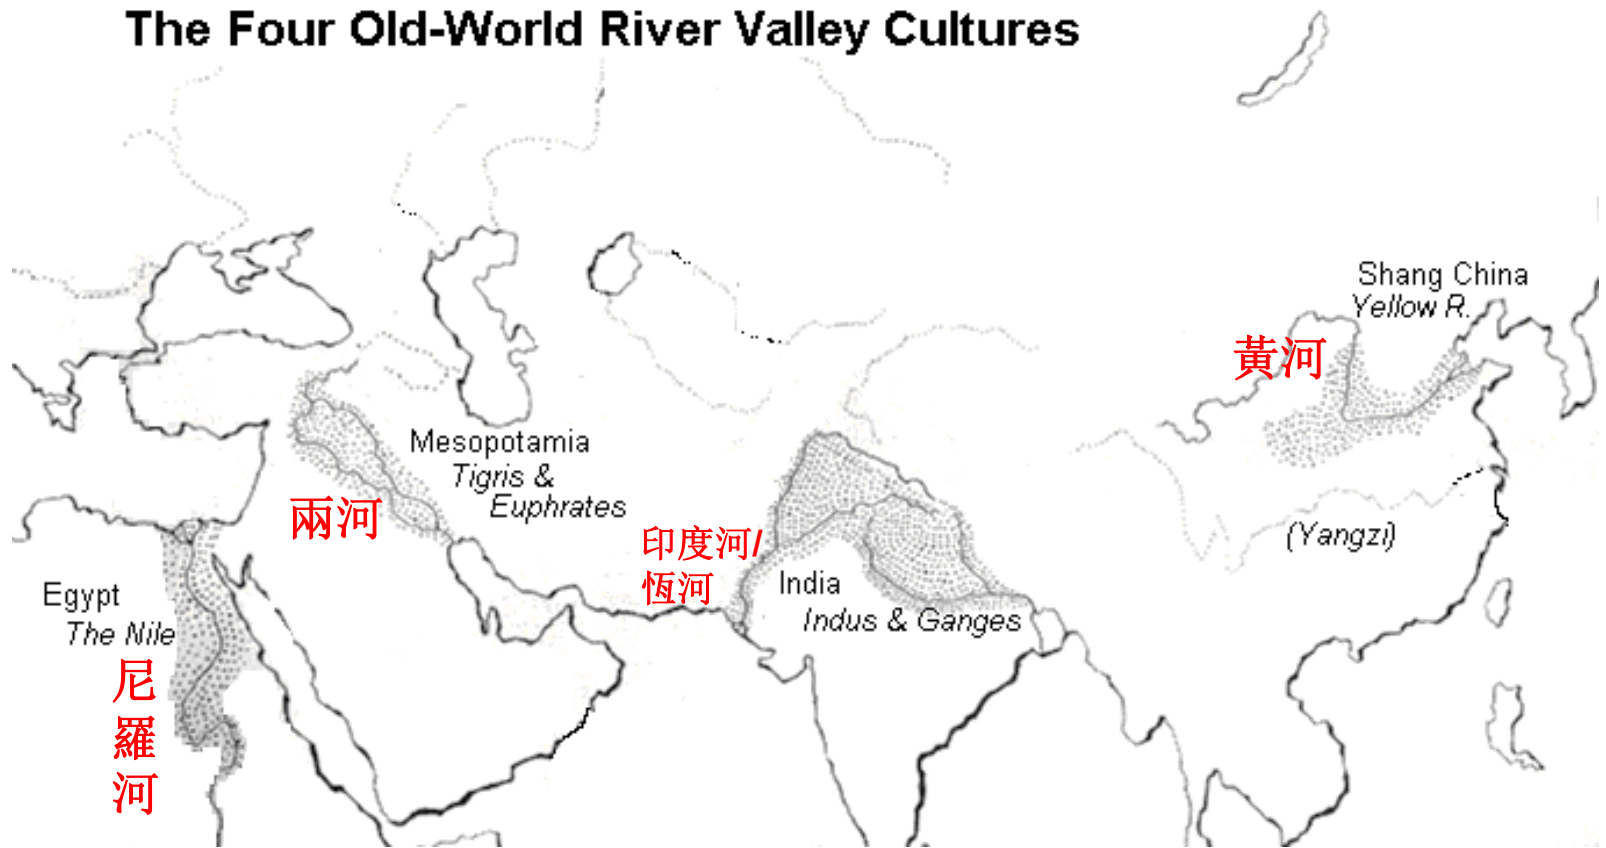 The Four Old-World River Valley Cultures
Shang China
Yellow R.
黃河
Mesopotamia
Tigris &
Euphrates
兩河
印度河/
恆河
(Yangzi)
India
Indus & Ganges
Egypt
The Nile
尼
羅
河